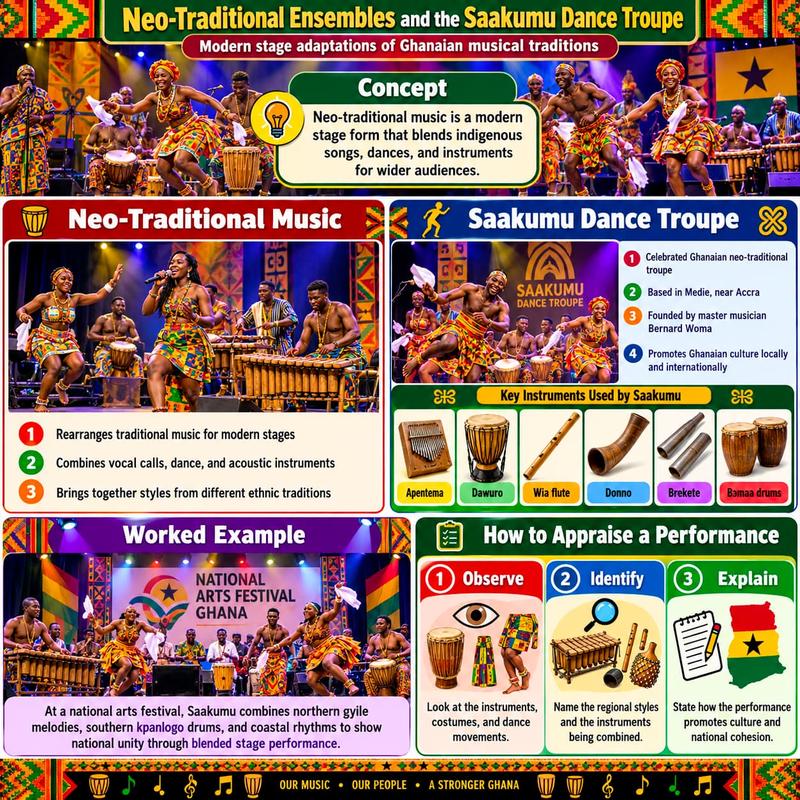 Neo-Traditional Ensembles and the Saakumu Dance Troupe
Modern stage adaptations of Ghanaian musical traditions
Concept
Neo-traditional music is a modern
stage form that blends indigenous
songs, dances, and instruments
for wider audiences.
Neo-Traditional Music
1 Rearranges traditional music for modern stages
2 Combines vocal calls, dance, and acoustic instruments
3 Brings together styles from different ethnic traditions
Saakumu Dance Troupe
SAAKUMU
DANCE TROUPE
1 Celebrated Ghanaian neo-traditional
troupe
2 Based in Medie, near Accra
3 Founded by master musician
Bernard Woma
4 Promotes Ghanaian culture locally
and internationally
Key Instruments Used by Saakumu
Apentema
Dawuro
Wia flute
Donno
Brekete
Bamaa drums
Worked Example
NATIONAL
ARTS FESTIVAL
GHANA
At a national arts festival, Saakumu combines northern gyile
melodies, southern kpanlogo drums, and coastal rhythms to show
national unity through blended stage performance.
How to Appraise a Performance
1 Observe
Look at the instruments,
costumes, and dance
movements.
2 Identify
Name the regional styles
and the instruments
being combined.
3 Explain
State how the performance
promotes culture and
national cohesion.
OUR MUSIC • OUR PEOPLE • A STRONGER GHANA